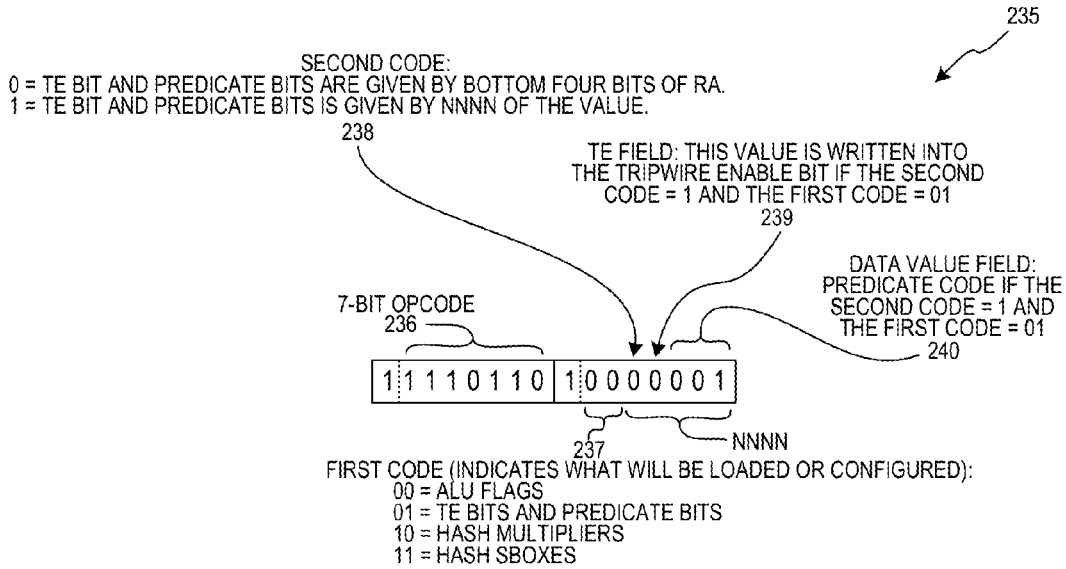 235
SECOND CODE:
0 = TE BIT AND PREDICATE BITS ARE GIVEN BY BOTTOM FOUR BITS OF RA.
1 = TE BIT AND PREDICATE BITS IS GIVEN BY NNNN OF THE VALUE.
238
TE FIELD: THIS VALUE IS WRITTEN INTO
THE TRIPWIRE ENABLE BIT IF THE SECOND
CODE = 1 AND THE FIRST CODE = 01
239
DATA VALUE FIELD:
PREDICATE CODE IF THE
SECOND CODE = 1 AND
THE FIRST CODE = 01
240
7-BIT OPCODE
236
1 1 1 1 0 1 1 0 1 0 0 0 0 0 0 1
237
NNNN
FIRST CODE (INDICATES WHAT WILL BE LOADED OR CONFIGURED):
00 = ALU FLAGS
01 = TE BITS AND PREDICATE BITS
10 = HASH MULTIPLIERS
11 = HASH SBOXES